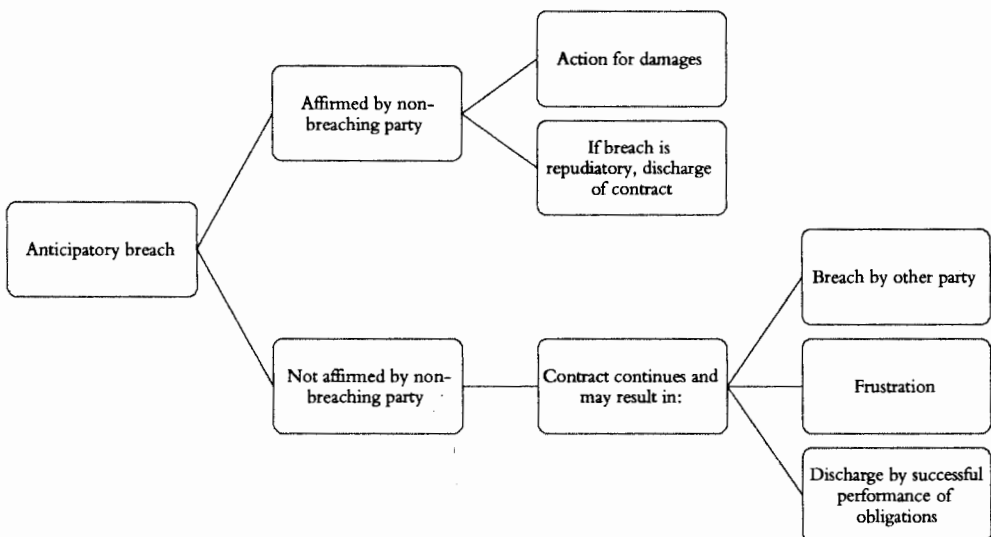 Anticipatory breach
Affirmed by non-
breaching party
Action for damages
If breach is
repudiatory, discharge
of contract
Not affirmed by non-
breaching party
Contract continues and
may result in:
Breach by other party
Frustration
Discharge by successful
performance of
obligations